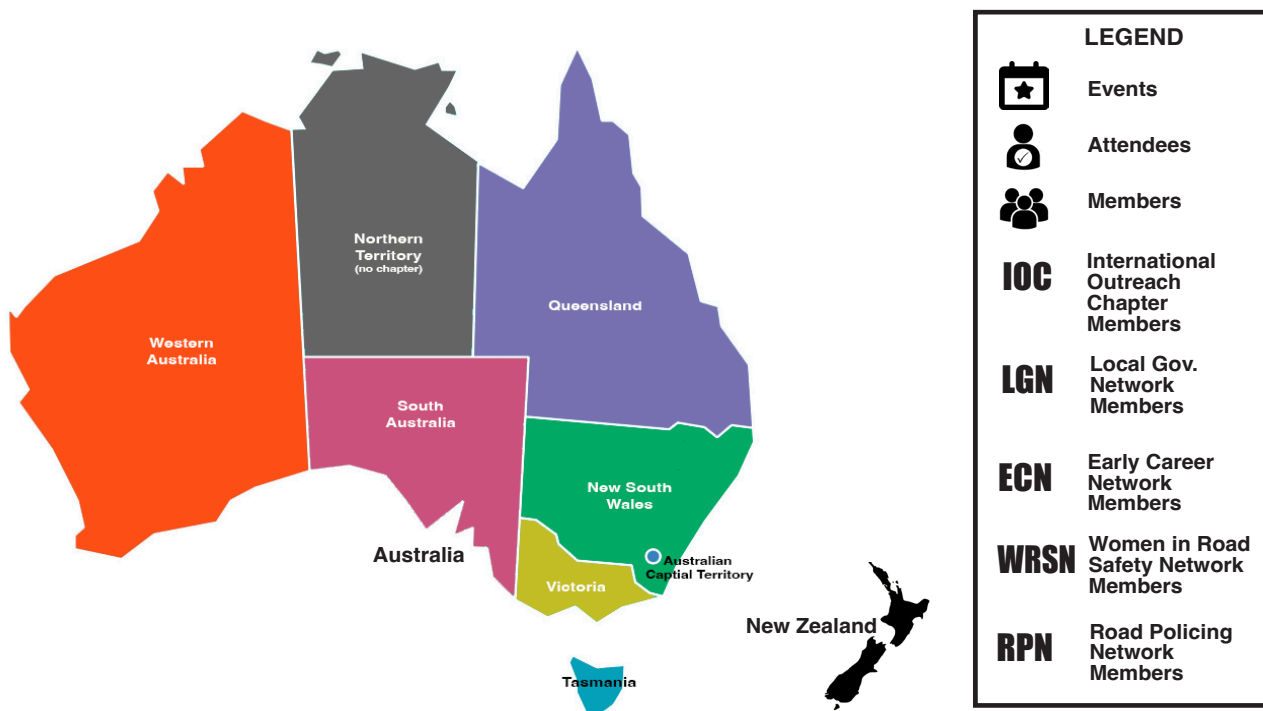 Northern
Territory
(no chapter)
Queensland
Western
Australia
South
Australia
New South
Wales
Australia
Australian
Captial Territory
Victoria
New Zealand
Tasmania
LEGEND
Events
Attendees
Members
IOC
International
Outreach
Chapter
Members
LGN
Local Gov.
Network
Members
ECN
Early Career
Network
Members
WRSN
Women in Road
Safety Network
Members
RPN
Road Policing
Network
Members